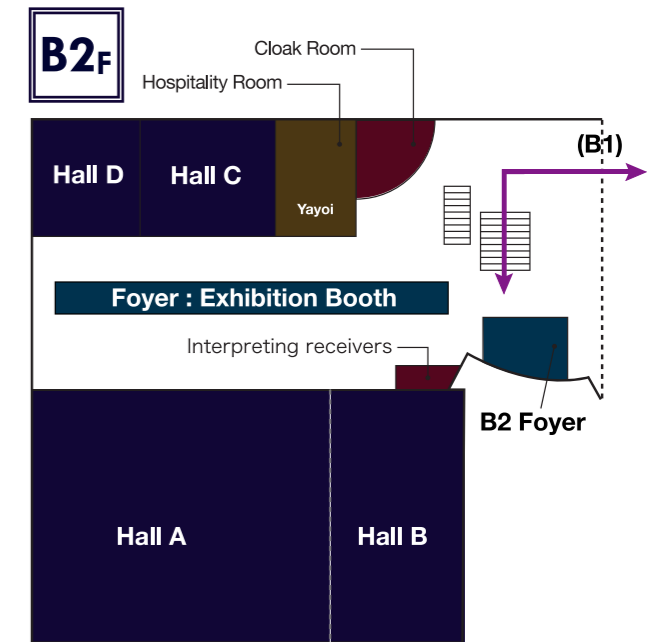 B2F
Cloak Room
Hospitality Room
(B1)
Hall D
Hall C
Yayoi
Foyer : Exhibition Booth
Interpreting receivers
B2 Foyer
Hall A
Hall B